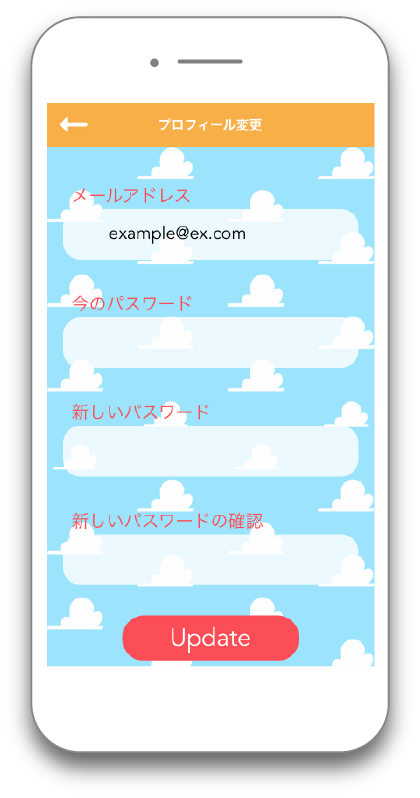 プロフィール変更
メールアドレス
example@ex.com
今のパスワード
新しいパスワード
新しいパスワードの確認
Update